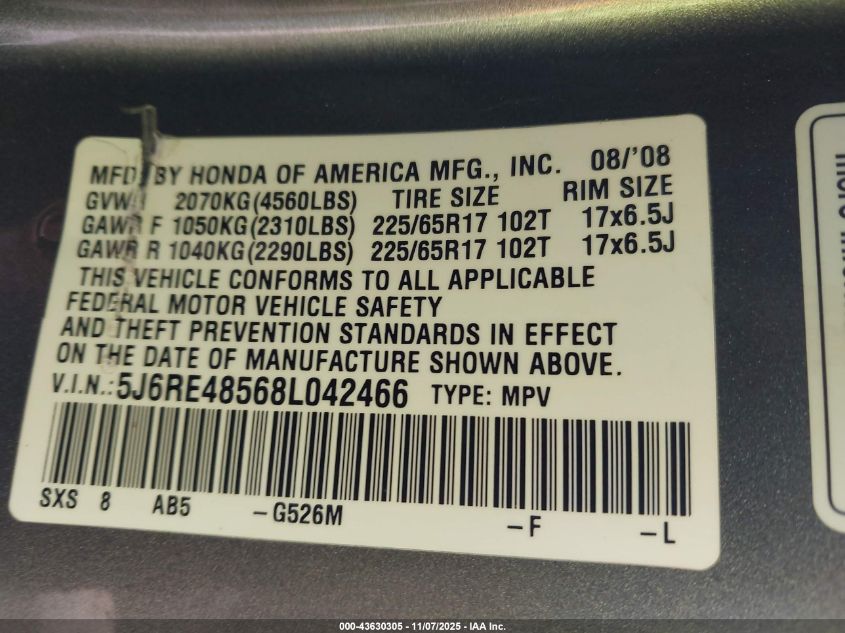 MFD. BY HONDA OF AMERICA MFG., INC. 08/'08
GVWR 2070KG(4560LBS) TIRE SIZE RIM SIZE
GAWR F 1050KG(2310LBS) 225/65R17 102T 17x6.5J
GAWR R 1040KG(2290LBS) 225/65R17 102T 17x6.5J
THIS VEHICLE CONFORMS TO ALL APPLICABLE
FEDERAL MOTOR VEHICLE SAFETY
AND THEFT PREVENTION STANDARDS IN EFFECT
ON THE DATE OF MANUFACTURE SHOWN ABOVE.
V.I.N.: 5J6RE48568L042466 TYPE: MPV
SXS 8 AB5 -G526M -F -L
000-43630305 - 11/07/2025 - IAA Inc.